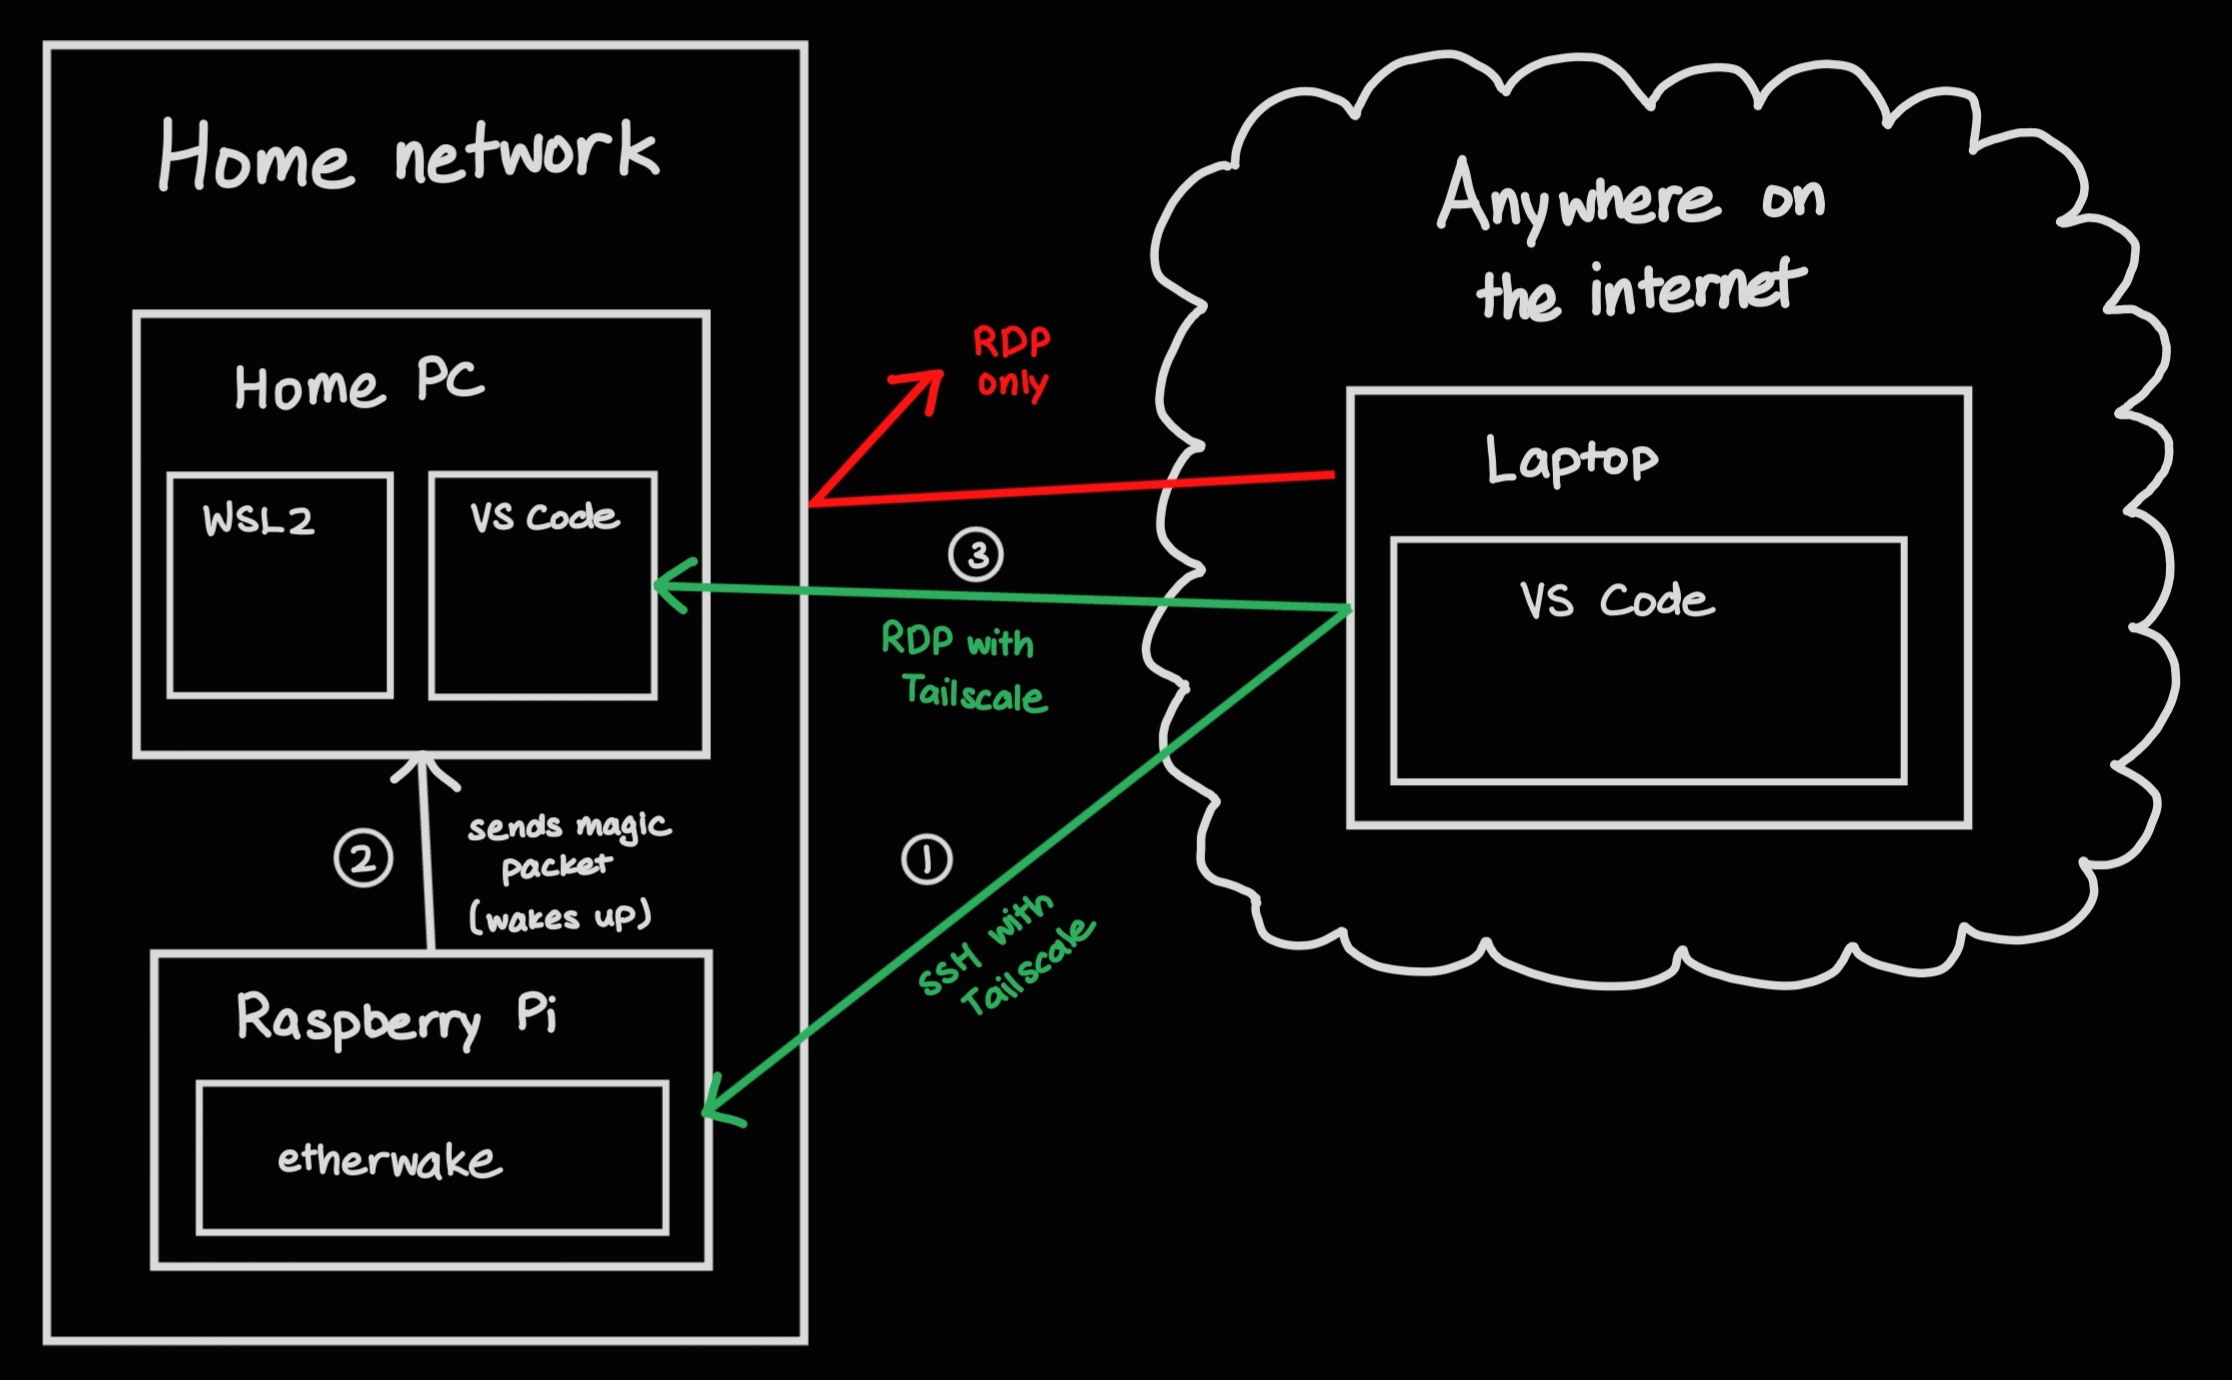 Home network
Home PC
WSL2
VS Code
2
sends magic
packet
(wakes up)
Raspberry Pi
etherwake
RDP
only
3
RDP with
Tailscale
1
SSH with
Tailscale
Anywhere on
the internet
Laptop
VS Code